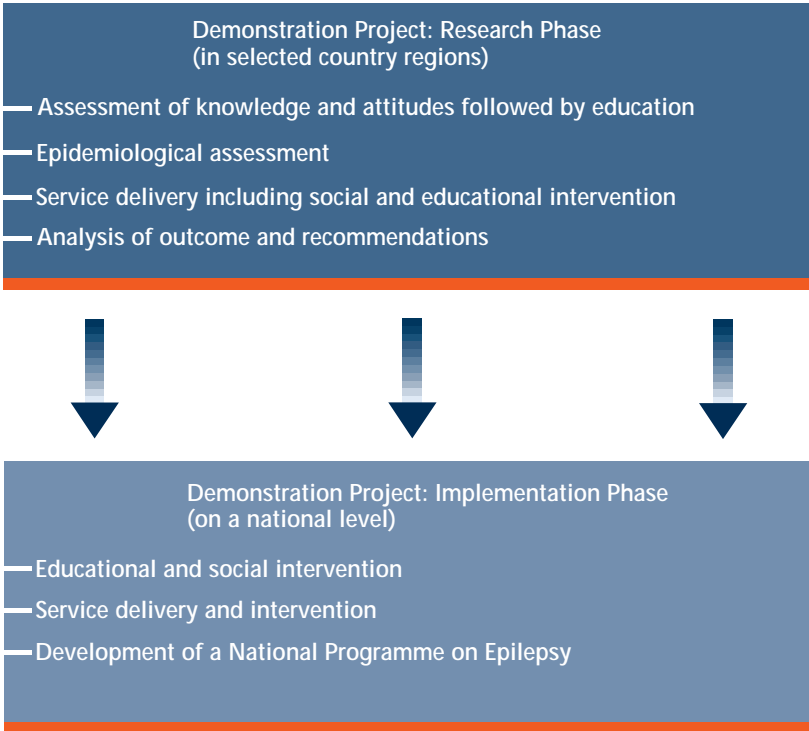 Demonstration Project: Research Phase
(in selected country regions)
Assessment of knowledge and attitudes followed by education
Epidemiological assessment
Service delivery including social and educational intervention
Analysis of outcome and recommendations
Demonstration Project: Implementation Phase
(on a national level)
Educational and social intervention
Service delivery and intervention
Development of a National Programme on Epilepsy